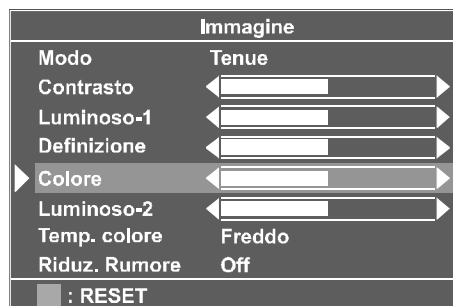 Immagine
Modo Tenue
Contrasto
Luminoso-1
Definizione
Colore
Luminoso-2
Temp. colore Freddo
Riduz. Rumore Off
: RESET